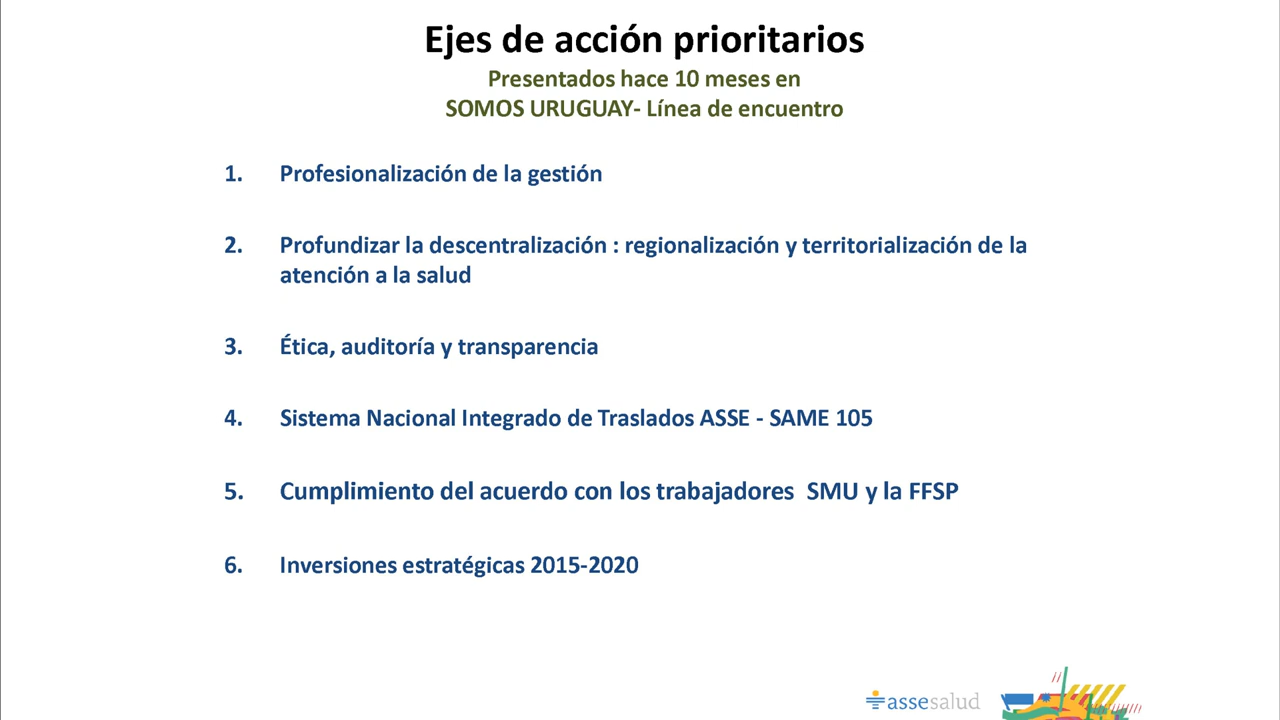 Ejes de acción prioritarios
Presentados hace 10 meses en
SOMOS URUGUAY- Línea de encuentro
1. Profesionalización de la gestión
2. Profundizar la descentralización : regionalización y territorialización de la
atención a la salud
3. Ética, auditoría y transparencia
4. Sistema Nacional Integrado de Traslados ASSE - SAME 105
5. Cumplimiento del acuerdo con los trabajadores  SMU y la FFSP
6. Inversiones estratégicas 2015-2020
assesalud